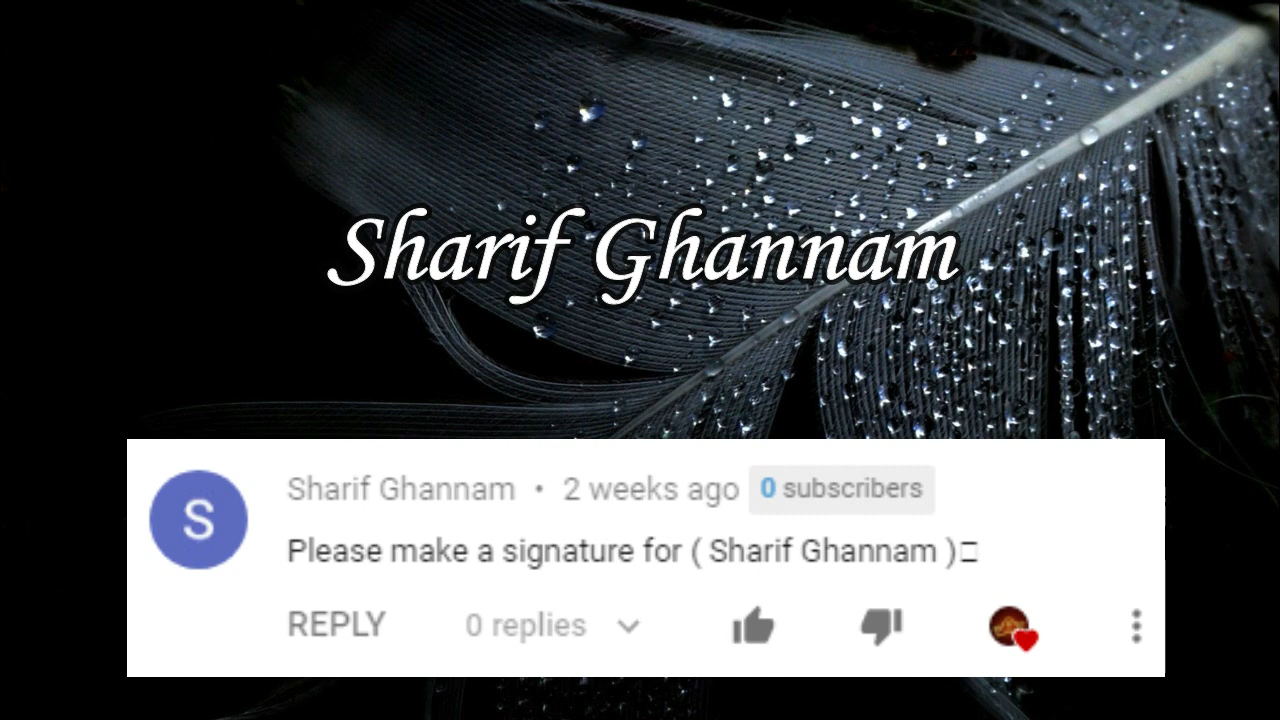 Sharif Ghannam
S
Sharif Ghannam • 2 weeks ago 0 subscribers
Please make a signature for ( Sharif Ghannam )□
REPLY 0 replies